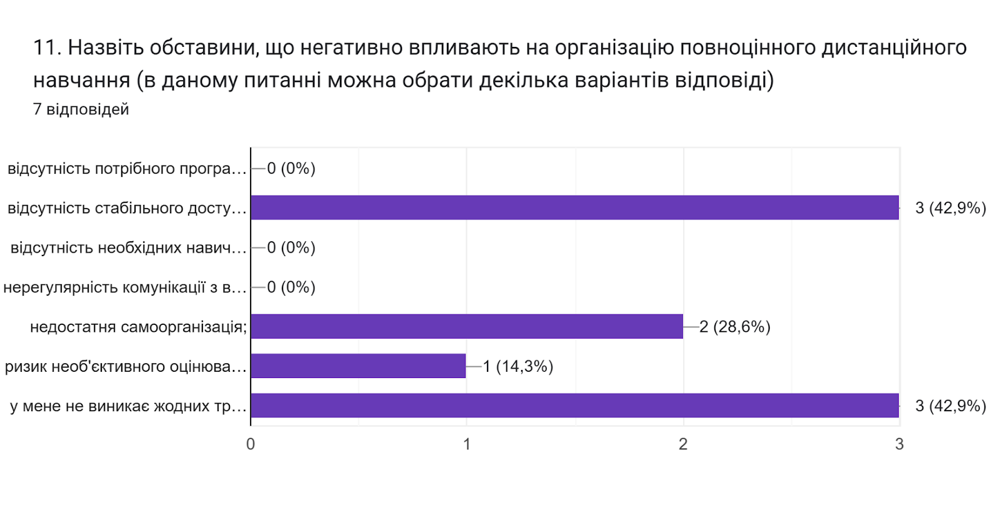 11. Назвіть обставини, що негативно впливають на організацію повноцінного дистанційного
навчання (в даному питанні можна обрати декілька варіантів відповіді)
7 відповідей
відсутність потрібного програ… 0 (0%)
відсутність стабільного досту… 3 (42,9%)
відсутність необхідних навич… 0 (0%)
нерегулярність комунікації з в… 0 (0%)
недостатня самоорганізація; 2 (28,6%)
ризик необ'єктивного оцінюва… 1 (14,3%)
у мене не виникає жодних тр… 3 (42,9%)
0 1 2 3